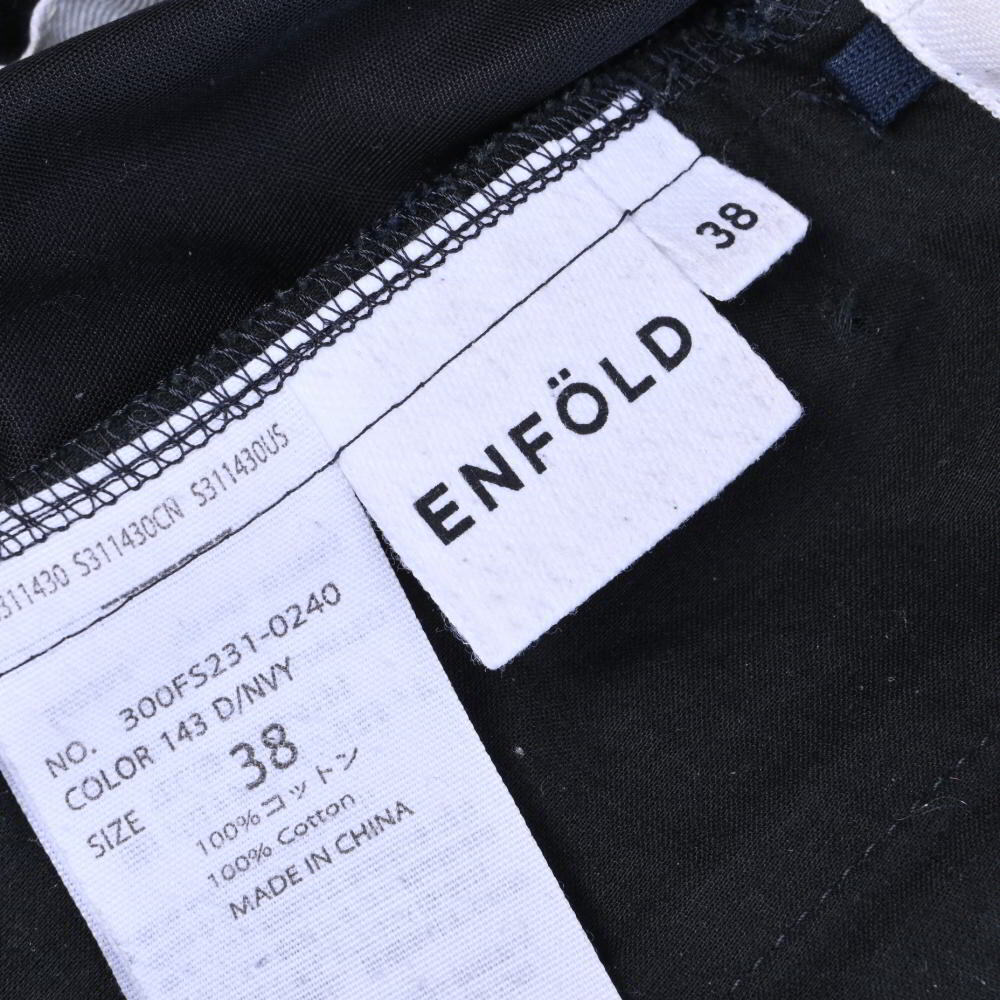 38
ENFÖLD
S311430CN S311430US
NO. 300FS231-0240
COLOR 143 D/NVY
SIZE 38
100%コットン
100% Cotton
MADE IN CHINA